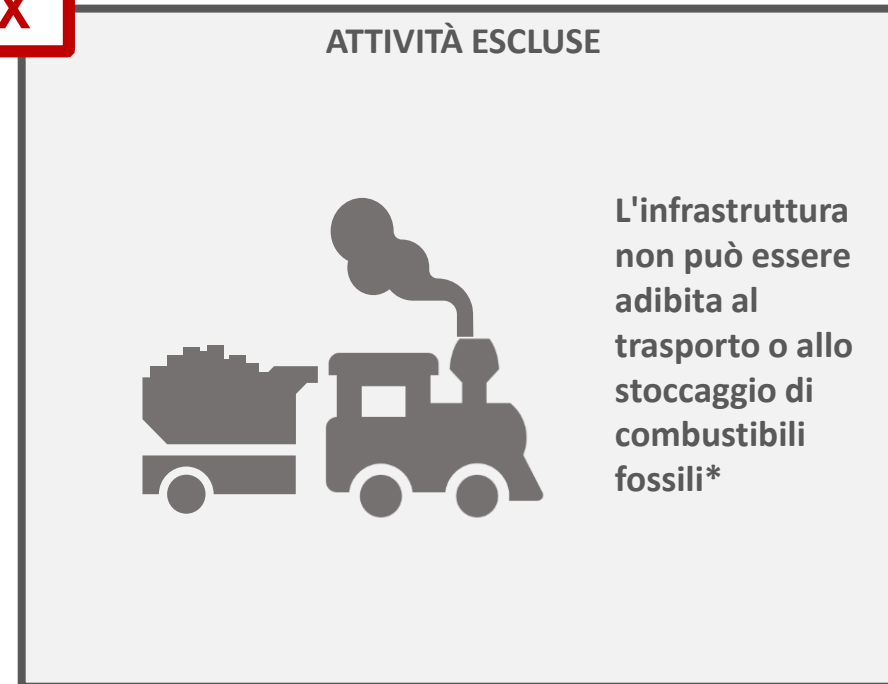 X
ATTIVITÀ ESCLUSE
L'infrastruttura
non può essere
adibita al
trasporto o allo
stoccaggio di
combustibili
fossili*